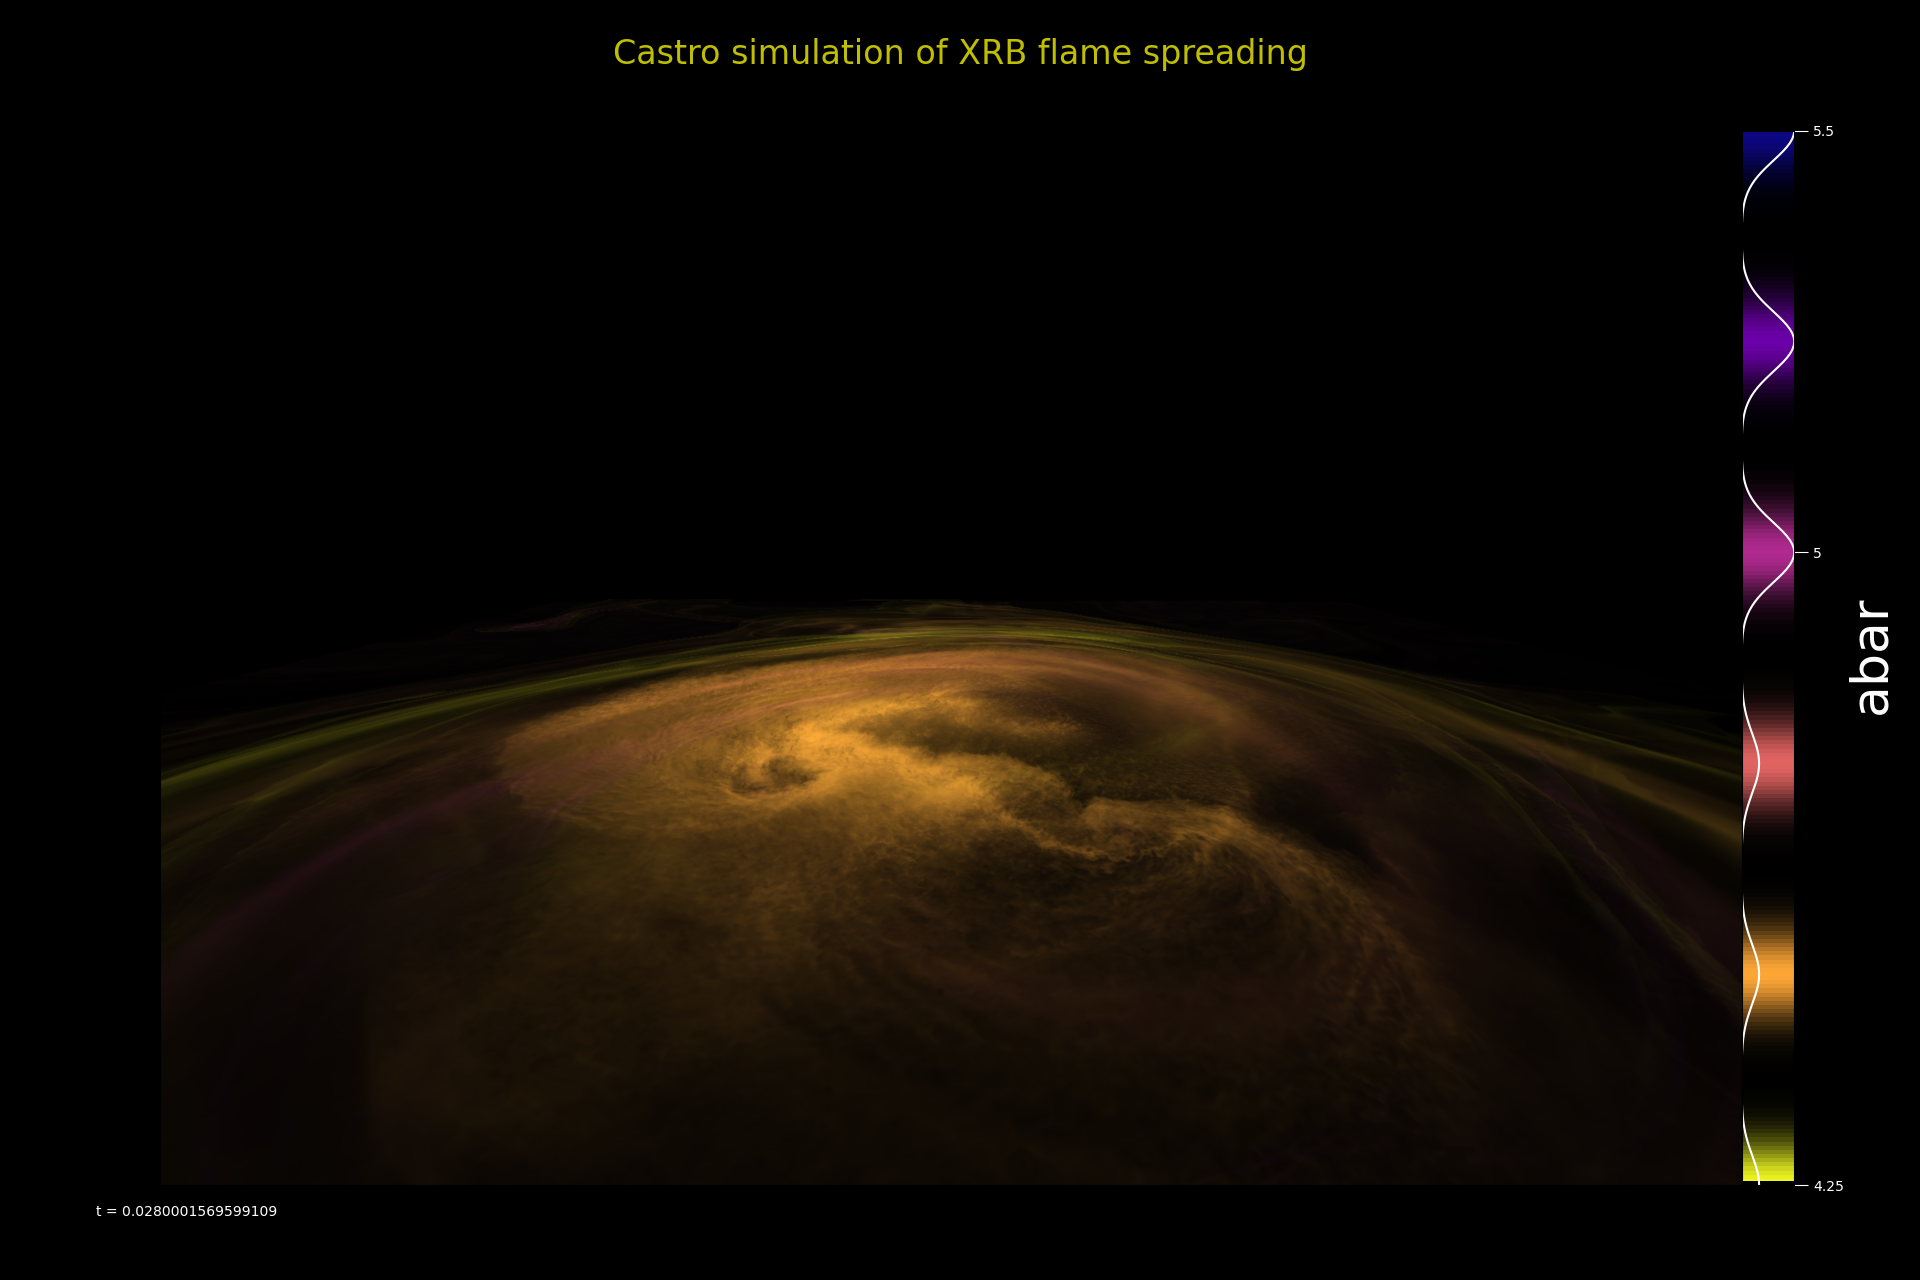 Castro simulation of XRB flame spreading
5.5
5
abar
4.25
t = 0.0280001569599109